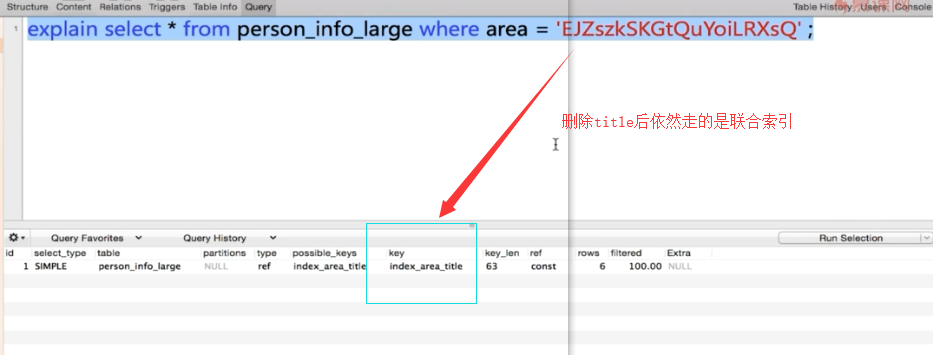 Structure Content Relations Triggers Table Info Query Table History Users Console
1 explain select * from person_info_large where area = 'EJZszkSKGtQuYoiLRXsQ' ;
删除title后依然走的是联合索引
Query Favorites Query History Run Selection
id select_type table partitions type possible_keys key key_len ref rows filtered Extra
1 SIMPLE person_info_large NULL ref index_area_title index_area_title 63 const 6 100.00 NULL